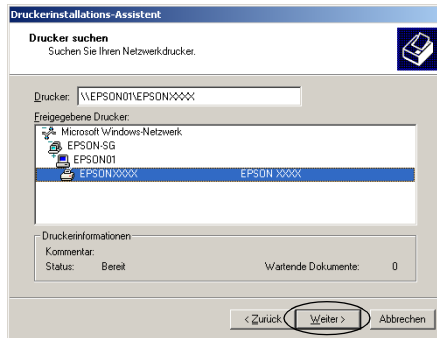 Druckerinstallations-Assistent
Drucker suchen
Suchen Sie Ihren Netzwerkdrucker.
Drucker: \\EPSON01\EPSONXXXX
Freigegebene Drucker:
Microsoft Windows-Netzwerk
EPSON-SG
EPSON01
EPSONXXXX EPSON XXXX
Druckerinformationen
Kommentar:
Status: Bereit Wartende Dokumente: 0
< Zurück Weiter > Abbrechen